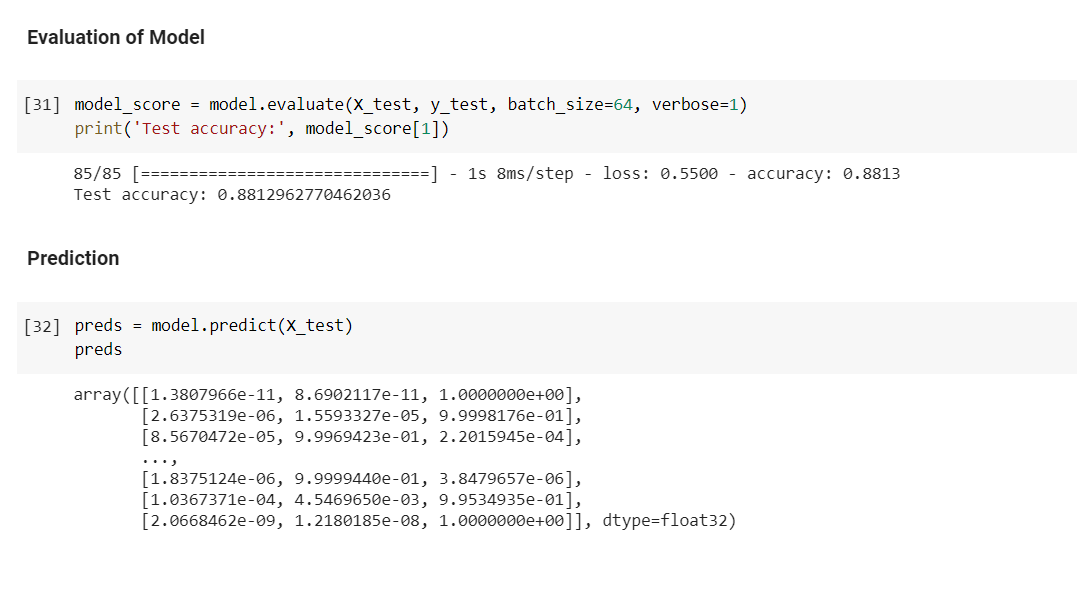 Evaluation of Model
[31] model_score = model.evaluate(X_test, y_test, batch_size=64, verbose=1)
print('Test accuracy:', model_score[1])
85/85 [==============================] - 1s 8ms/step - loss: 0.5500 - accuracy: 0.8813
Test accuracy: 0.8812962770462036
Prediction
[32] preds = model.predict(X_test)
preds
array([[1.3807966e-11, 8.6902117e-11, 1.0000000e+00],
[2.6375319e-06, 1.5593327e-05, 9.9998176e-01],
[8.5670472e-05, 9.9969423e-01, 2.2015945e-04],
...,
[1.8375124e-06, 9.9999440e-01, 3.8479657e-06],
[1.0367371e-04, 4.5469650e-03, 9.9534935e-01],
[2.0668462e-09, 1.2180185e-08, 1.0000000e+00]], dtype=float32)